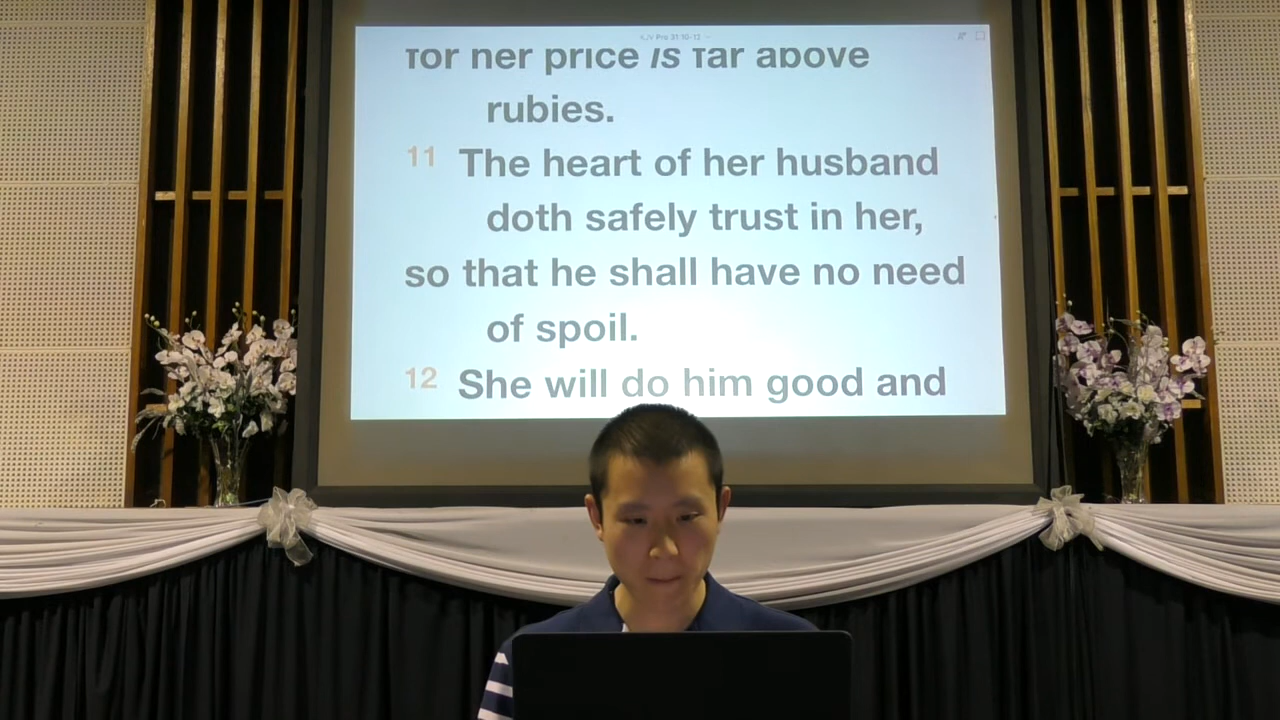 KJV Pro 31:10-12
for her price is far above
rubies.
11 The heart of her husband
doth safely trust in her,
so that he shall have no need
of spoil.
12 She will do him good and